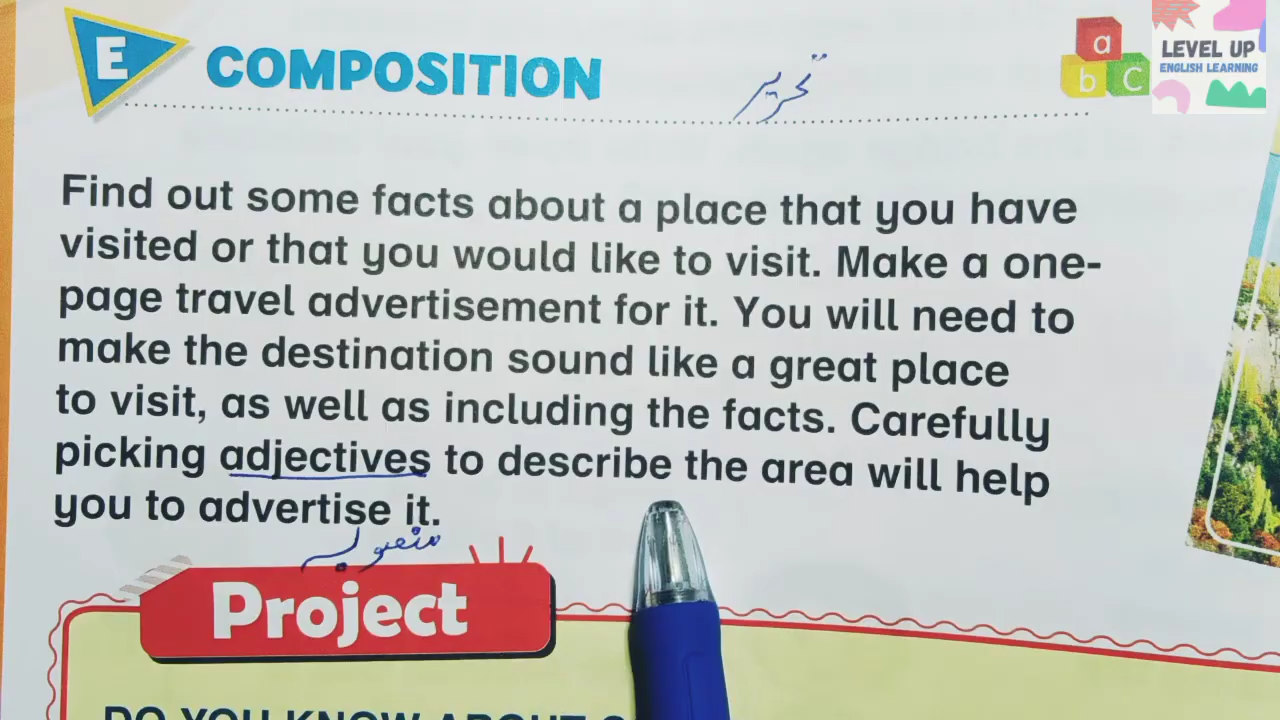 E COMPOSITION
تحریر
a
b c
LEVEL UP
ENGLISH LEARNING
Find out some facts about a place that you have
visited or that you would like to visit. Make a one-
page travel advertisement for it. You will need to
make the destination sound like a great place
to visit, as well as including the facts. Carefully
picking adjectives to describe the area will help
you to advertise it.
منصوبہ
Project